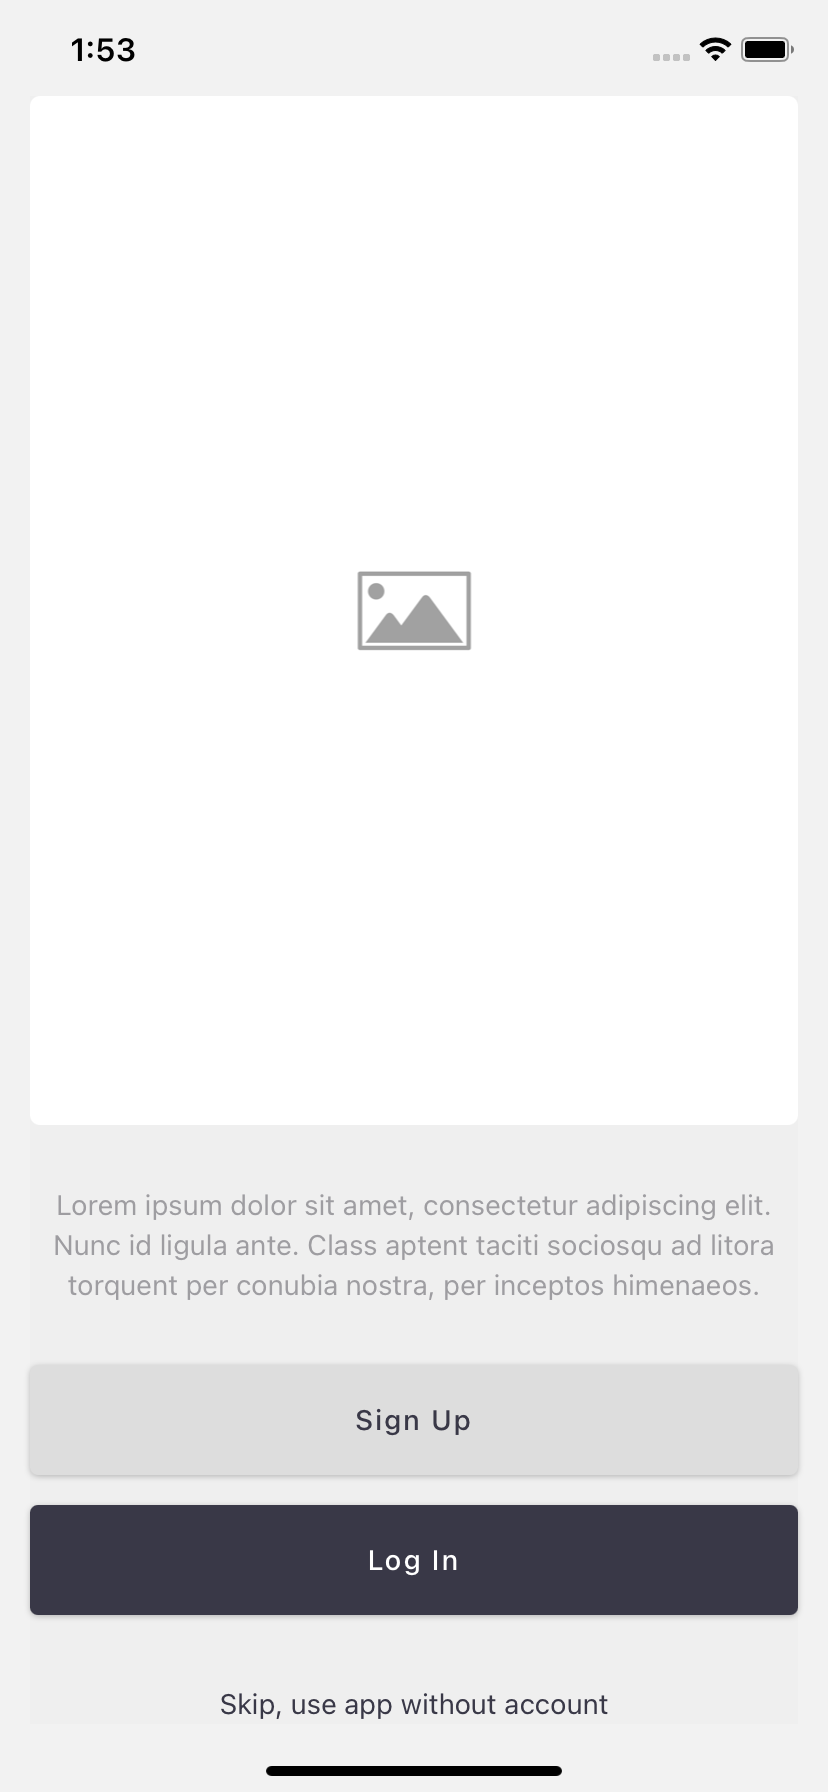 1:53
Lorem ipsum dolor sit amet, consectetur adipiscing elit.
Nunc id ligula ante. Class aptent taciti sociosqu ad litora
torquent per conubia nostra, per inceptos himenaeos.
Sign Up
Log In
Skip, use app without account